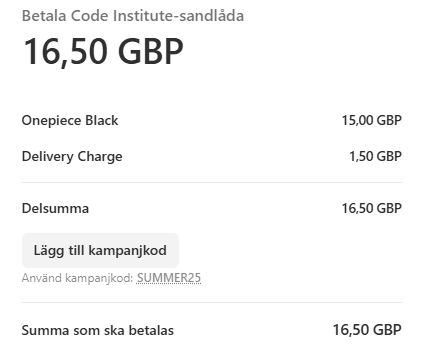 Betala Code Institute-sandlåda
16,50 GBP
Onepiece Black 15,00 GBP
Delivery Charge 1,50 GBP
Delsumma 16,50 GBP
Lägg till kampanjkod
Använd kampanjkod: SUMMER25
Summa som ska betalas 16,50 GBP